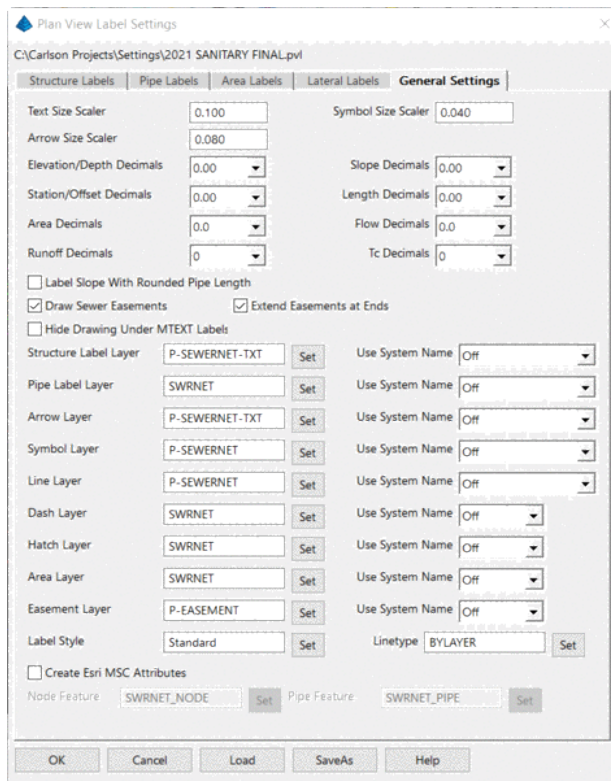 Plan View Label Settings
C:\Carlson Projects\Settings\2021 SANITARY FINAL.pvl
Structure Labels Pipe Labels Area Labels Lateral Labels General Settings
Text Size Scaler 0.100 Symbol Size Scaler 0.040
Arrow Size Scaler 0.080
Elevation/Depth Decimals 0.00 Slope Decimals 0.00
Station/Offset Decimals 0.00 Length Decimals 0.00
Area Decimals 0.0 Flow Decimals 0.0
Runoff Decimals 0 Tc Decimals 0
Label Slope With Rounded Pipe Length
Draw Sewer Easements Extend Easements at Ends
Hide Drawing Under MTEXT Labels
Structure Label Layer P-SEWERNET-TXT Set Use System Name Off
Pipe Label Layer SWRNET Set Use System Name Off
Arrow Layer P-SEWERNET-TXT Set Use System Name Off
Symbol Layer P-SEWERNET Set Use System Name Off
Line Layer P-SEWERNET Set Use System Name Off
Dash Layer SWRNET Set Use System Name Off
Hatch Layer SWRNET Set Use System Name Off
Area Layer SWRNET Set Use System Name Off
Easement Layer P-EASEMENT Set Use System Name Off
Label Style Standard Set Linetype BYLAYER Set
Create Esri MSC Attributes
Node Feature SWRNET_NODE Set Pipe Feature SWRNET_PIPE Set
OK Cancel Load SaveAs Help